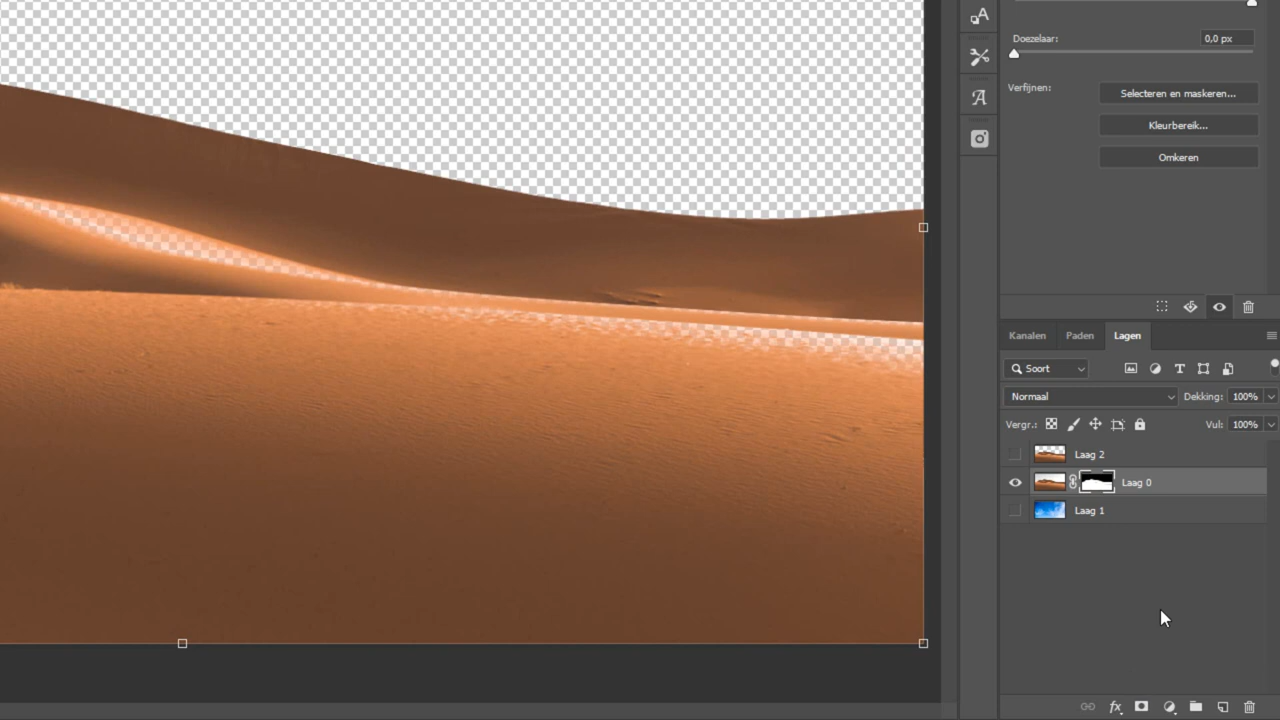 Doezelaar:
0,0 px
Verfijnen:
Selecteren en maskeren...
Kleurbereik...
Omkeren
Kanalen
Paden
Lagen
Soort
Normaal
Dekking:
100%
Vergr.:
Vul:
100%
Laag 2
Laag 0
Laag 1